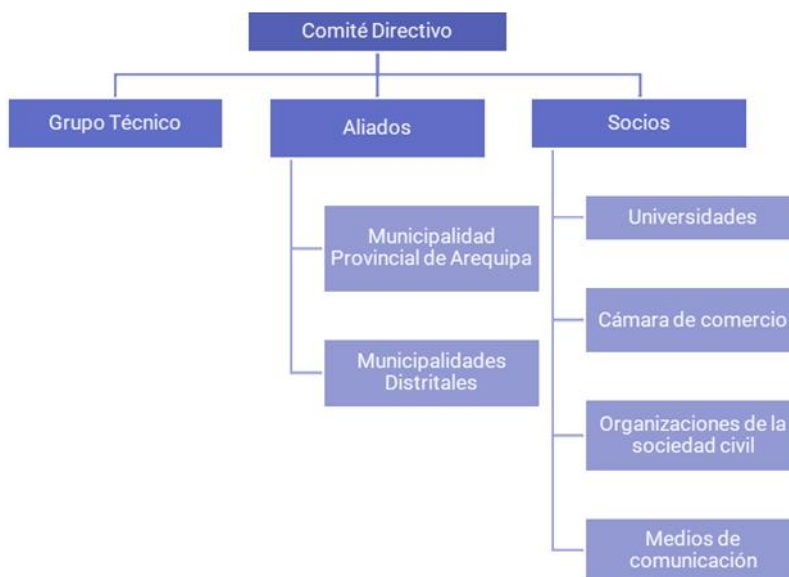 Comité Directivo
Grupo Técnico
Aliados
Socios
Municipalidad
Provincial de Arequipa
Municipalidades
Distritales
Universidades
Cámara de comercio
Organizaciones de la
sociedad civil
Medios de
comunicación